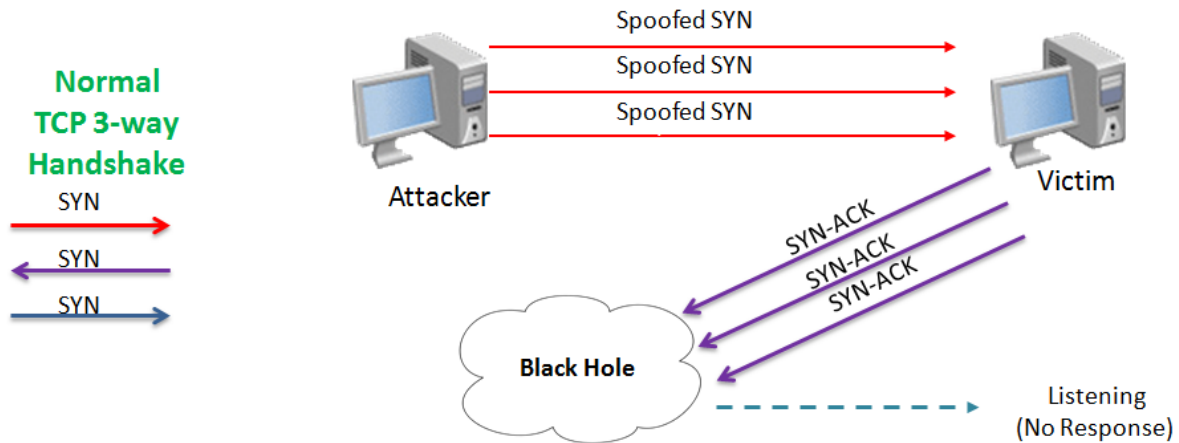 Normal
TCP 3-way
Handshake
SYN
SYN
SYN
Attacker
Spoofed SYN
Spoofed SYN
Spoofed SYN
Victim
SYN-ACK
SYN-ACK
SYN-ACK
Black Hole
Listening
(No Response)